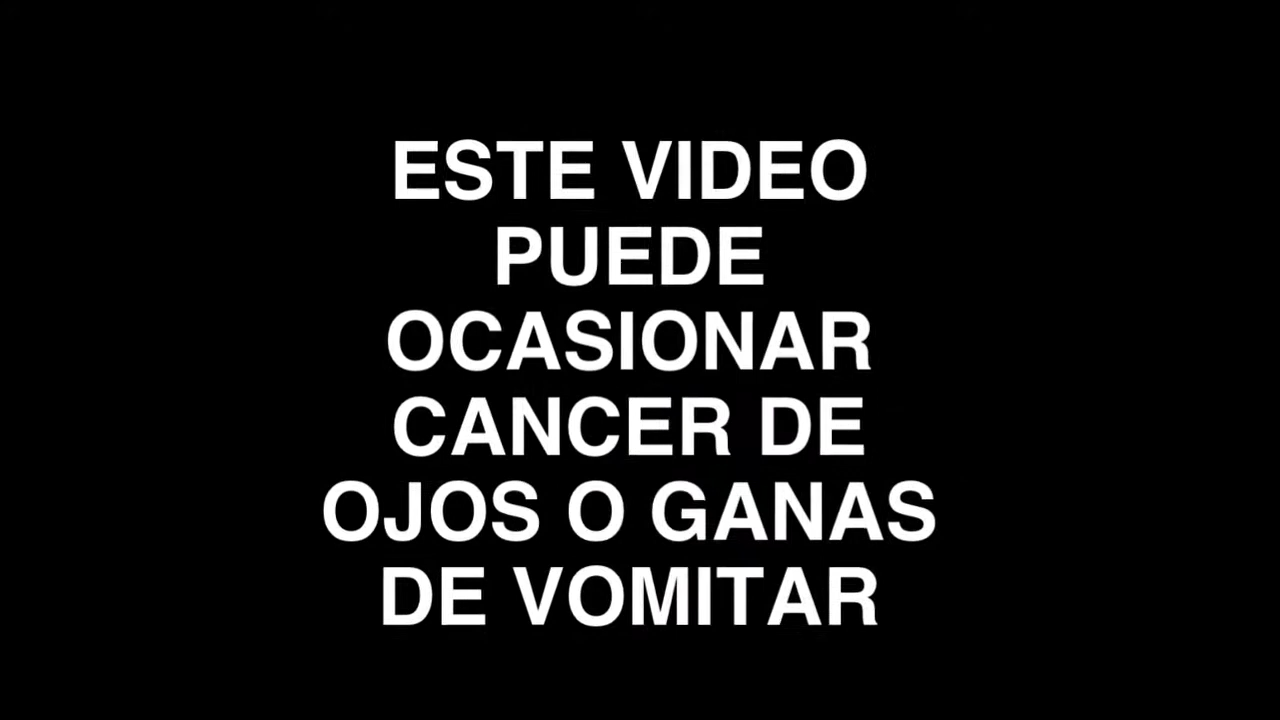 ESTE VIDEO
PUEDE
OCASIONAR
CANCER DE
OJOS O GANAS
DE VOMITAR